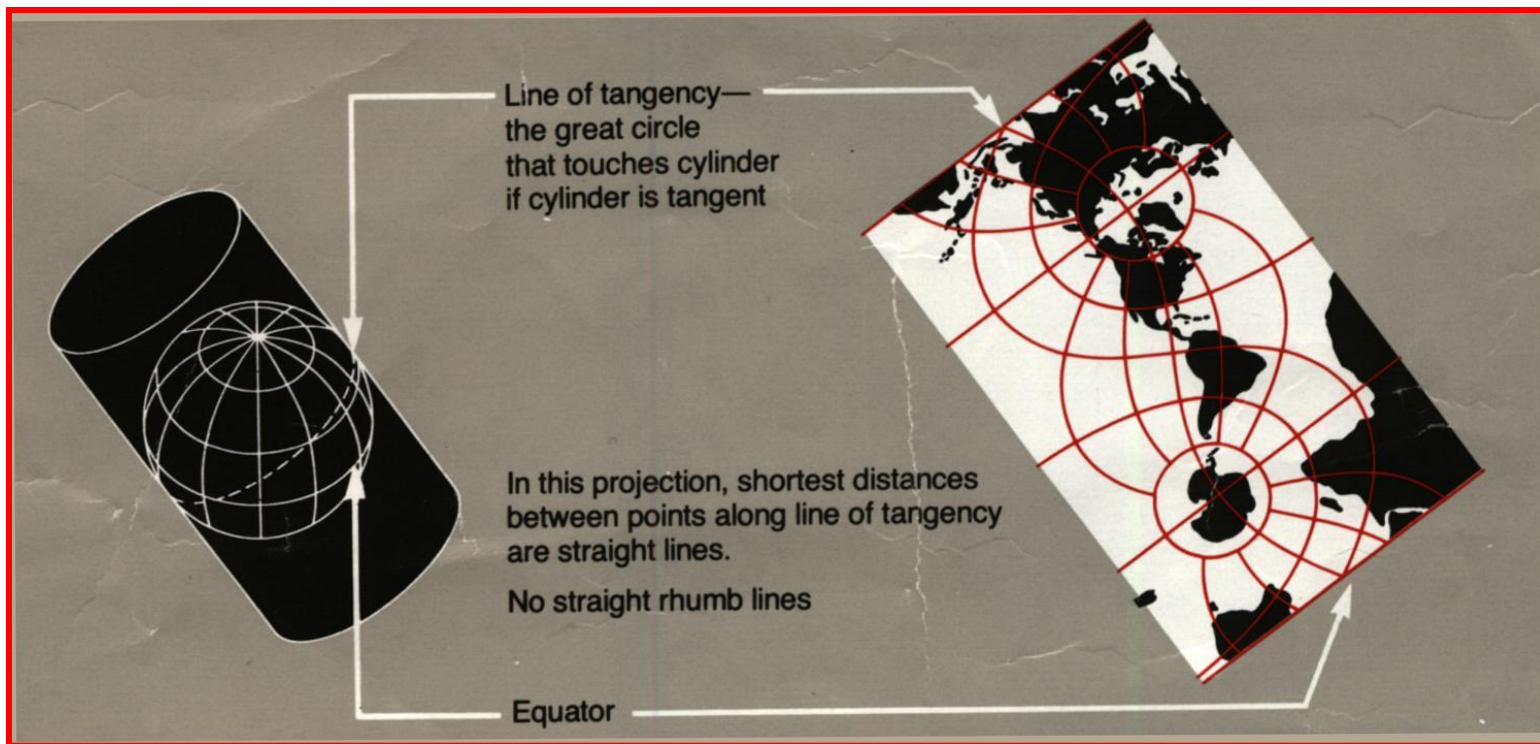 Line of tangency—
the great circle
that touches cylinder
if cylinder is tangent
In this projection, shortest distances
between points along line of tangency
are straight lines.
No straight rhumb lines
Equator